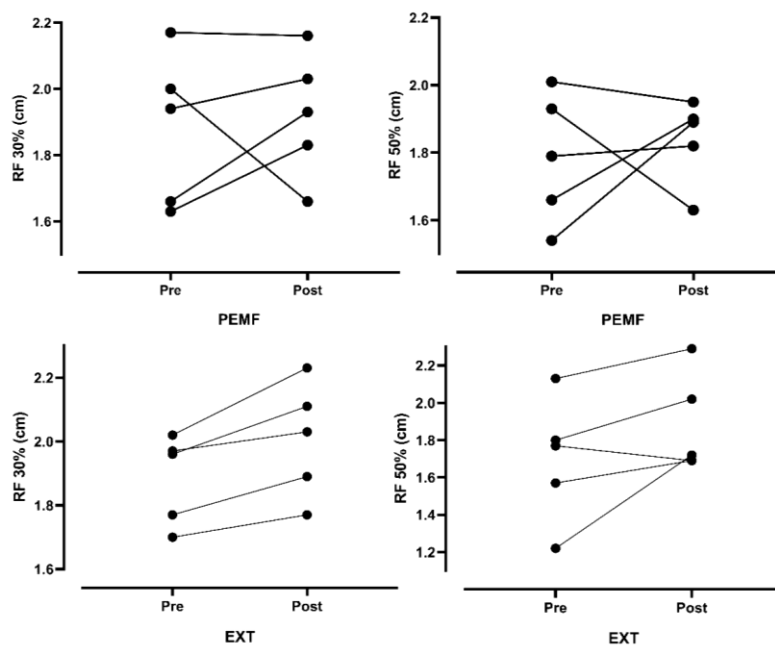 RF 30% (cm)
2.2
2.0
1.8
1.6
Pre
Post
PEMF
RF 50% (cm)
2.2
2.0
1.8
1.6
Pre
Post
PEMF
RF 30% (cm)
2.2
2.0
1.8
1.6
Pre
Post
EXT
RF 50% (cm)
2.2
2.0
1.8
1.6
1.4
1.2
Pre
Post
EXT